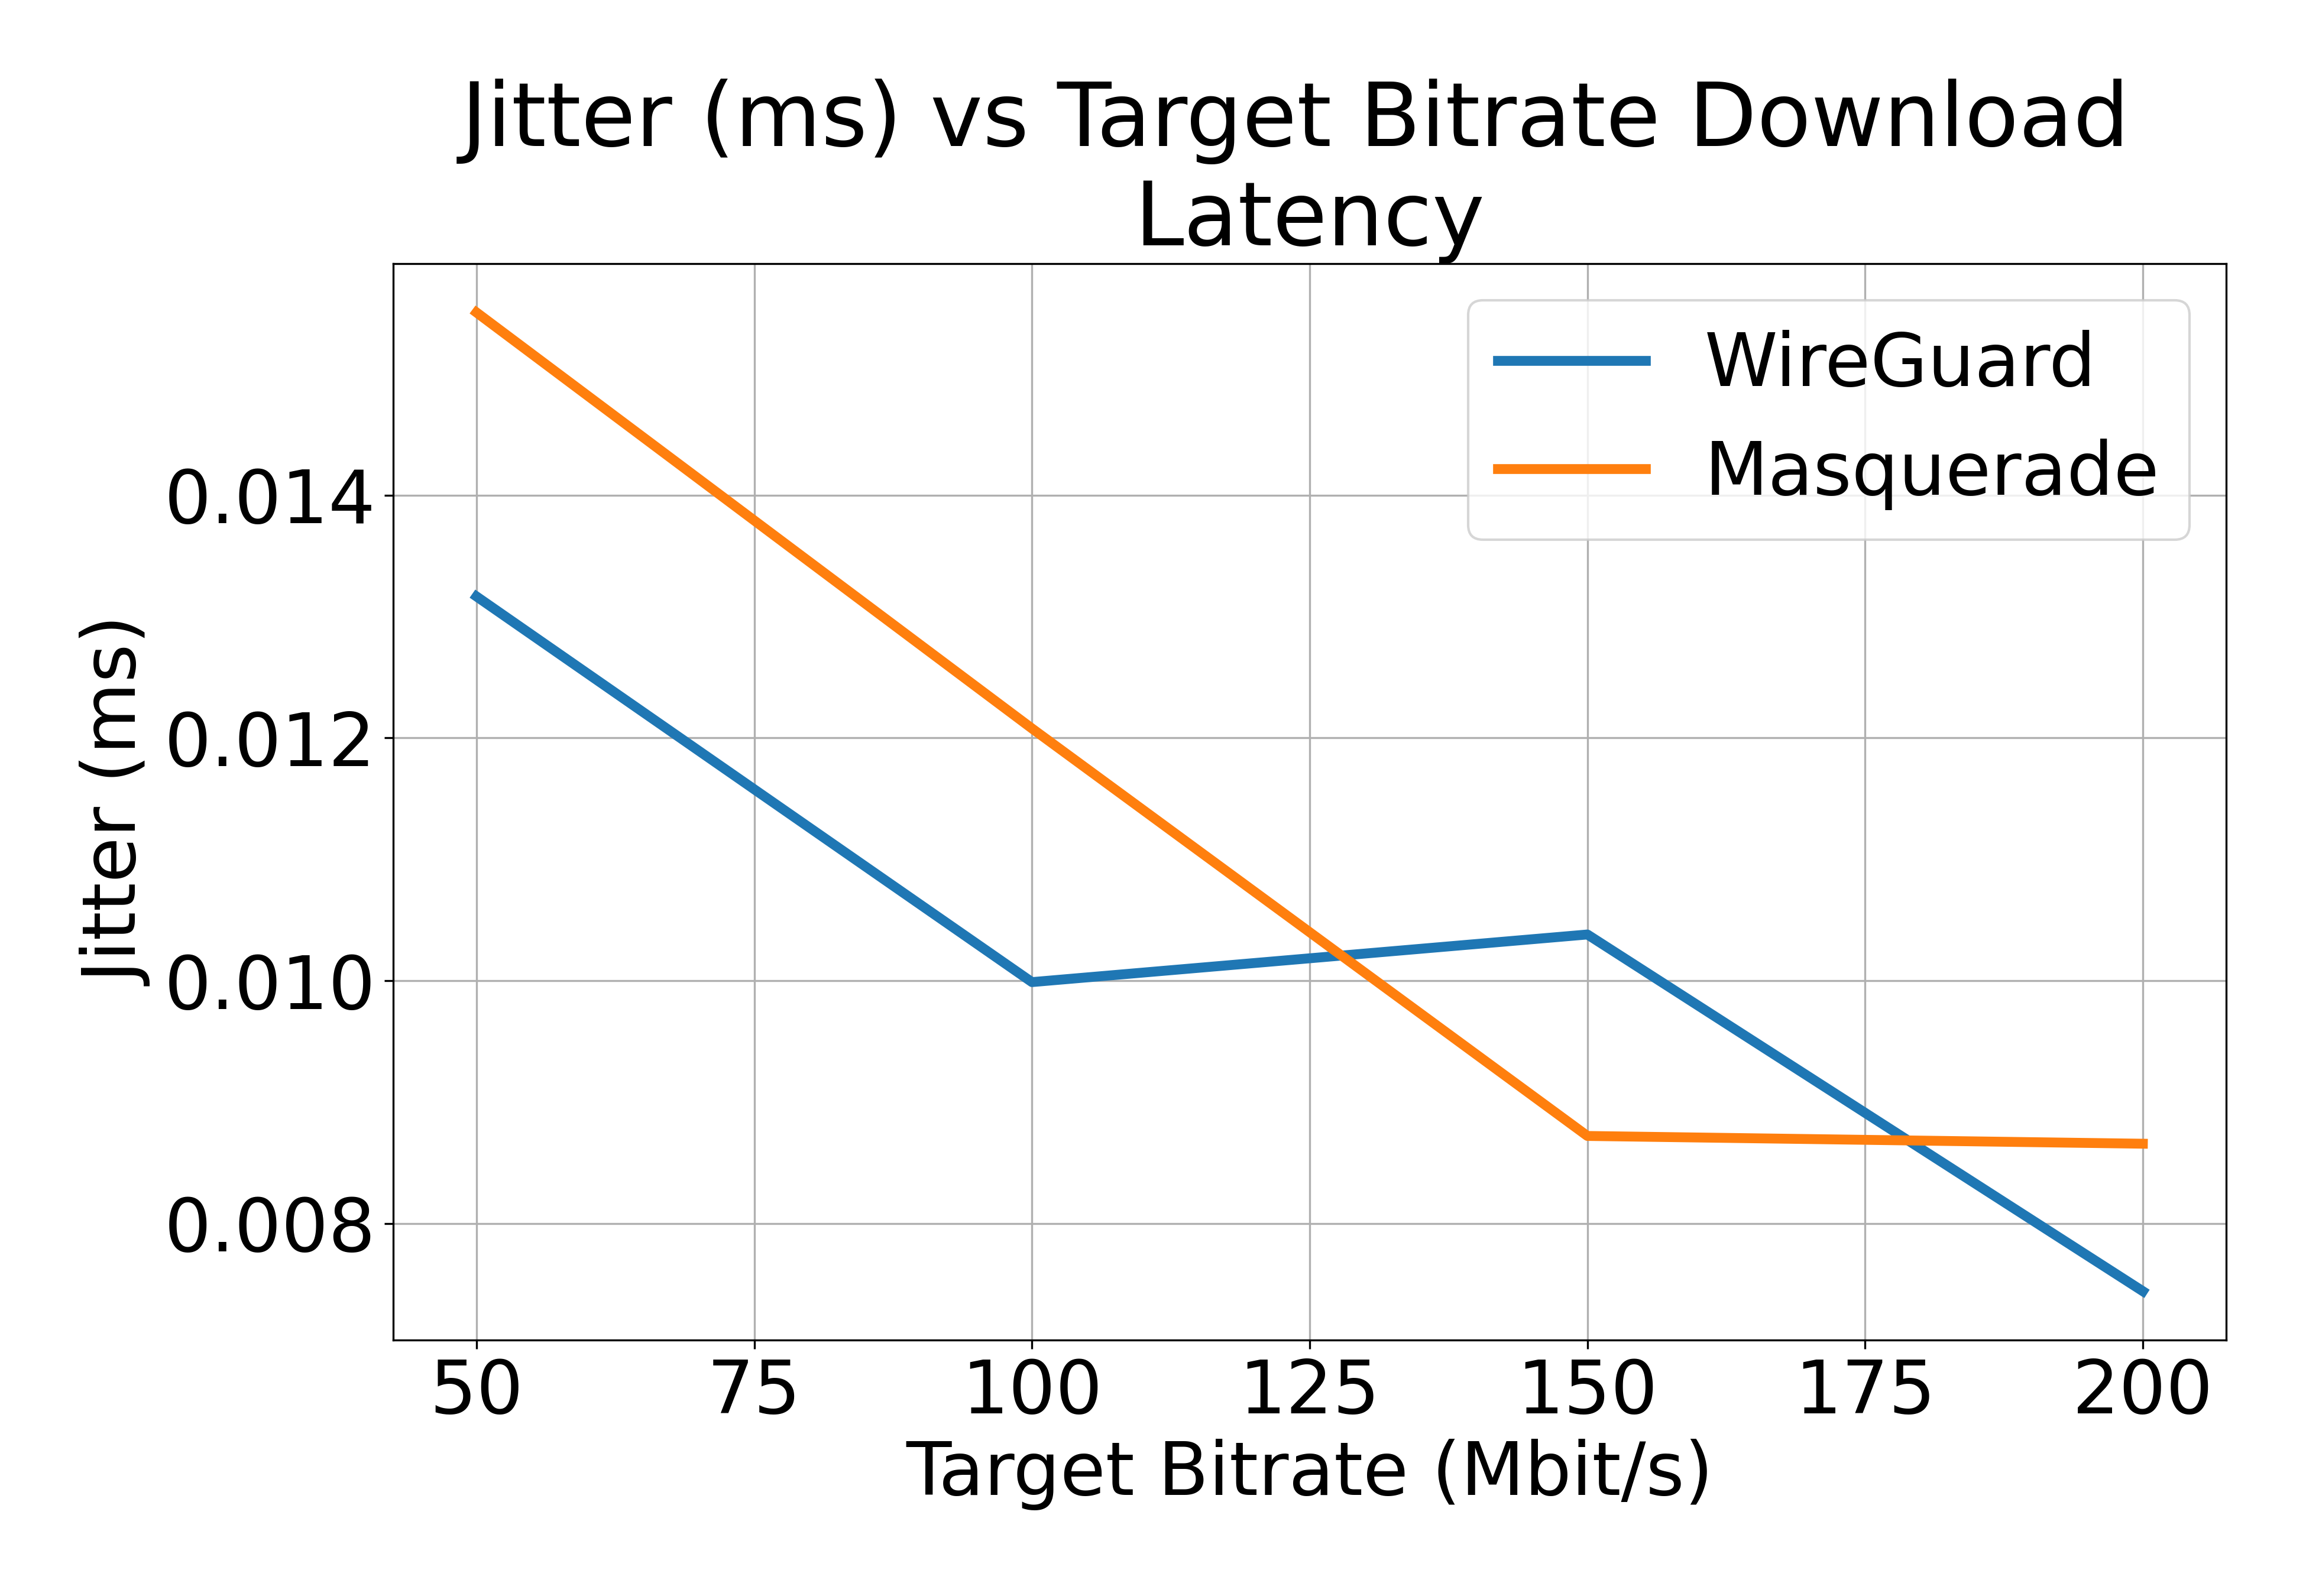 Jitter (ms) vs Target Bitrate Download
Latency
WireGuard
Masquerade
Jitter (ms)
0.014
0.012
0.010
0.008
50 75 100 125 150 175 200
Target Bitrate (Mbit/s)